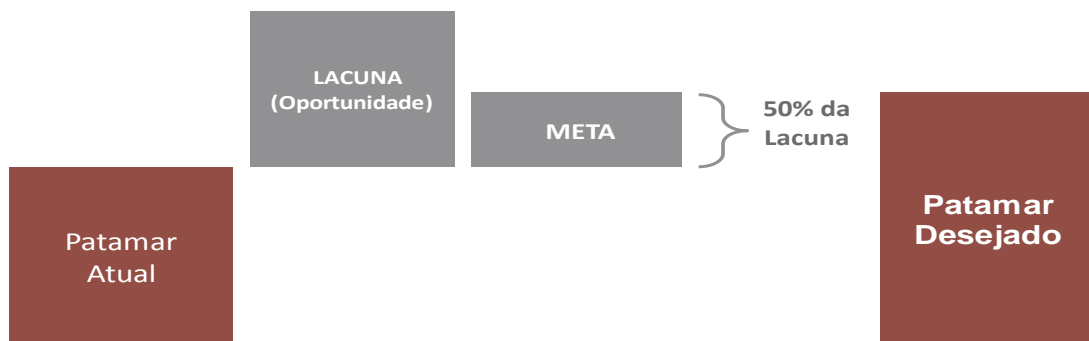 LACUNA
(Oportunidade)
META
50% da
Lacuna
Patamar
Atual
Patamar
Desejado